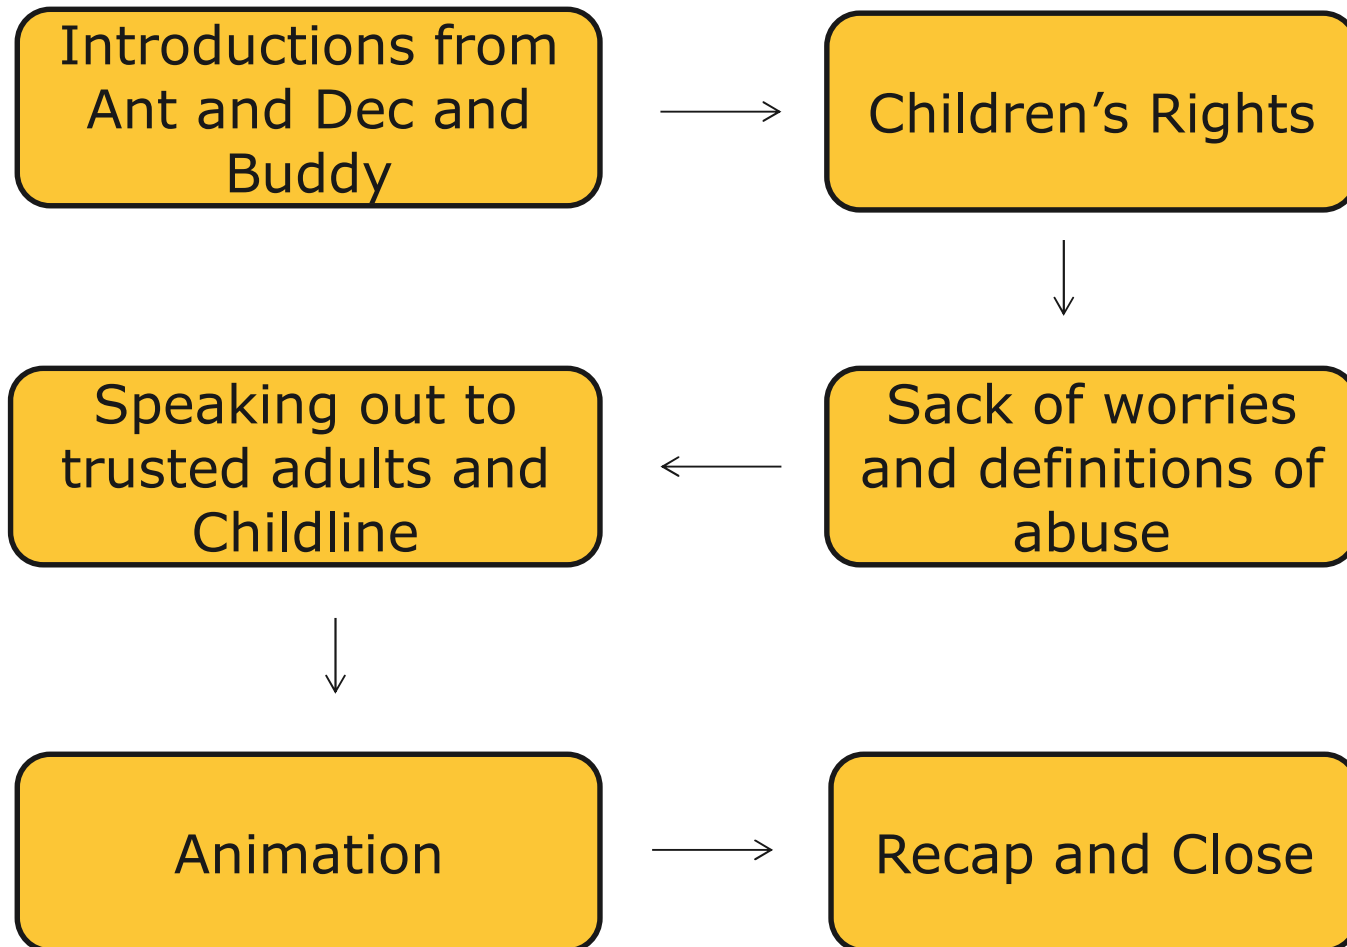 Introductions from
Ant and Dec and
Buddy
Children’s Rights
Sack of worries
and definitions of
abuse
Speaking out to
trusted adults and
Childline
Animation
Recap and Close